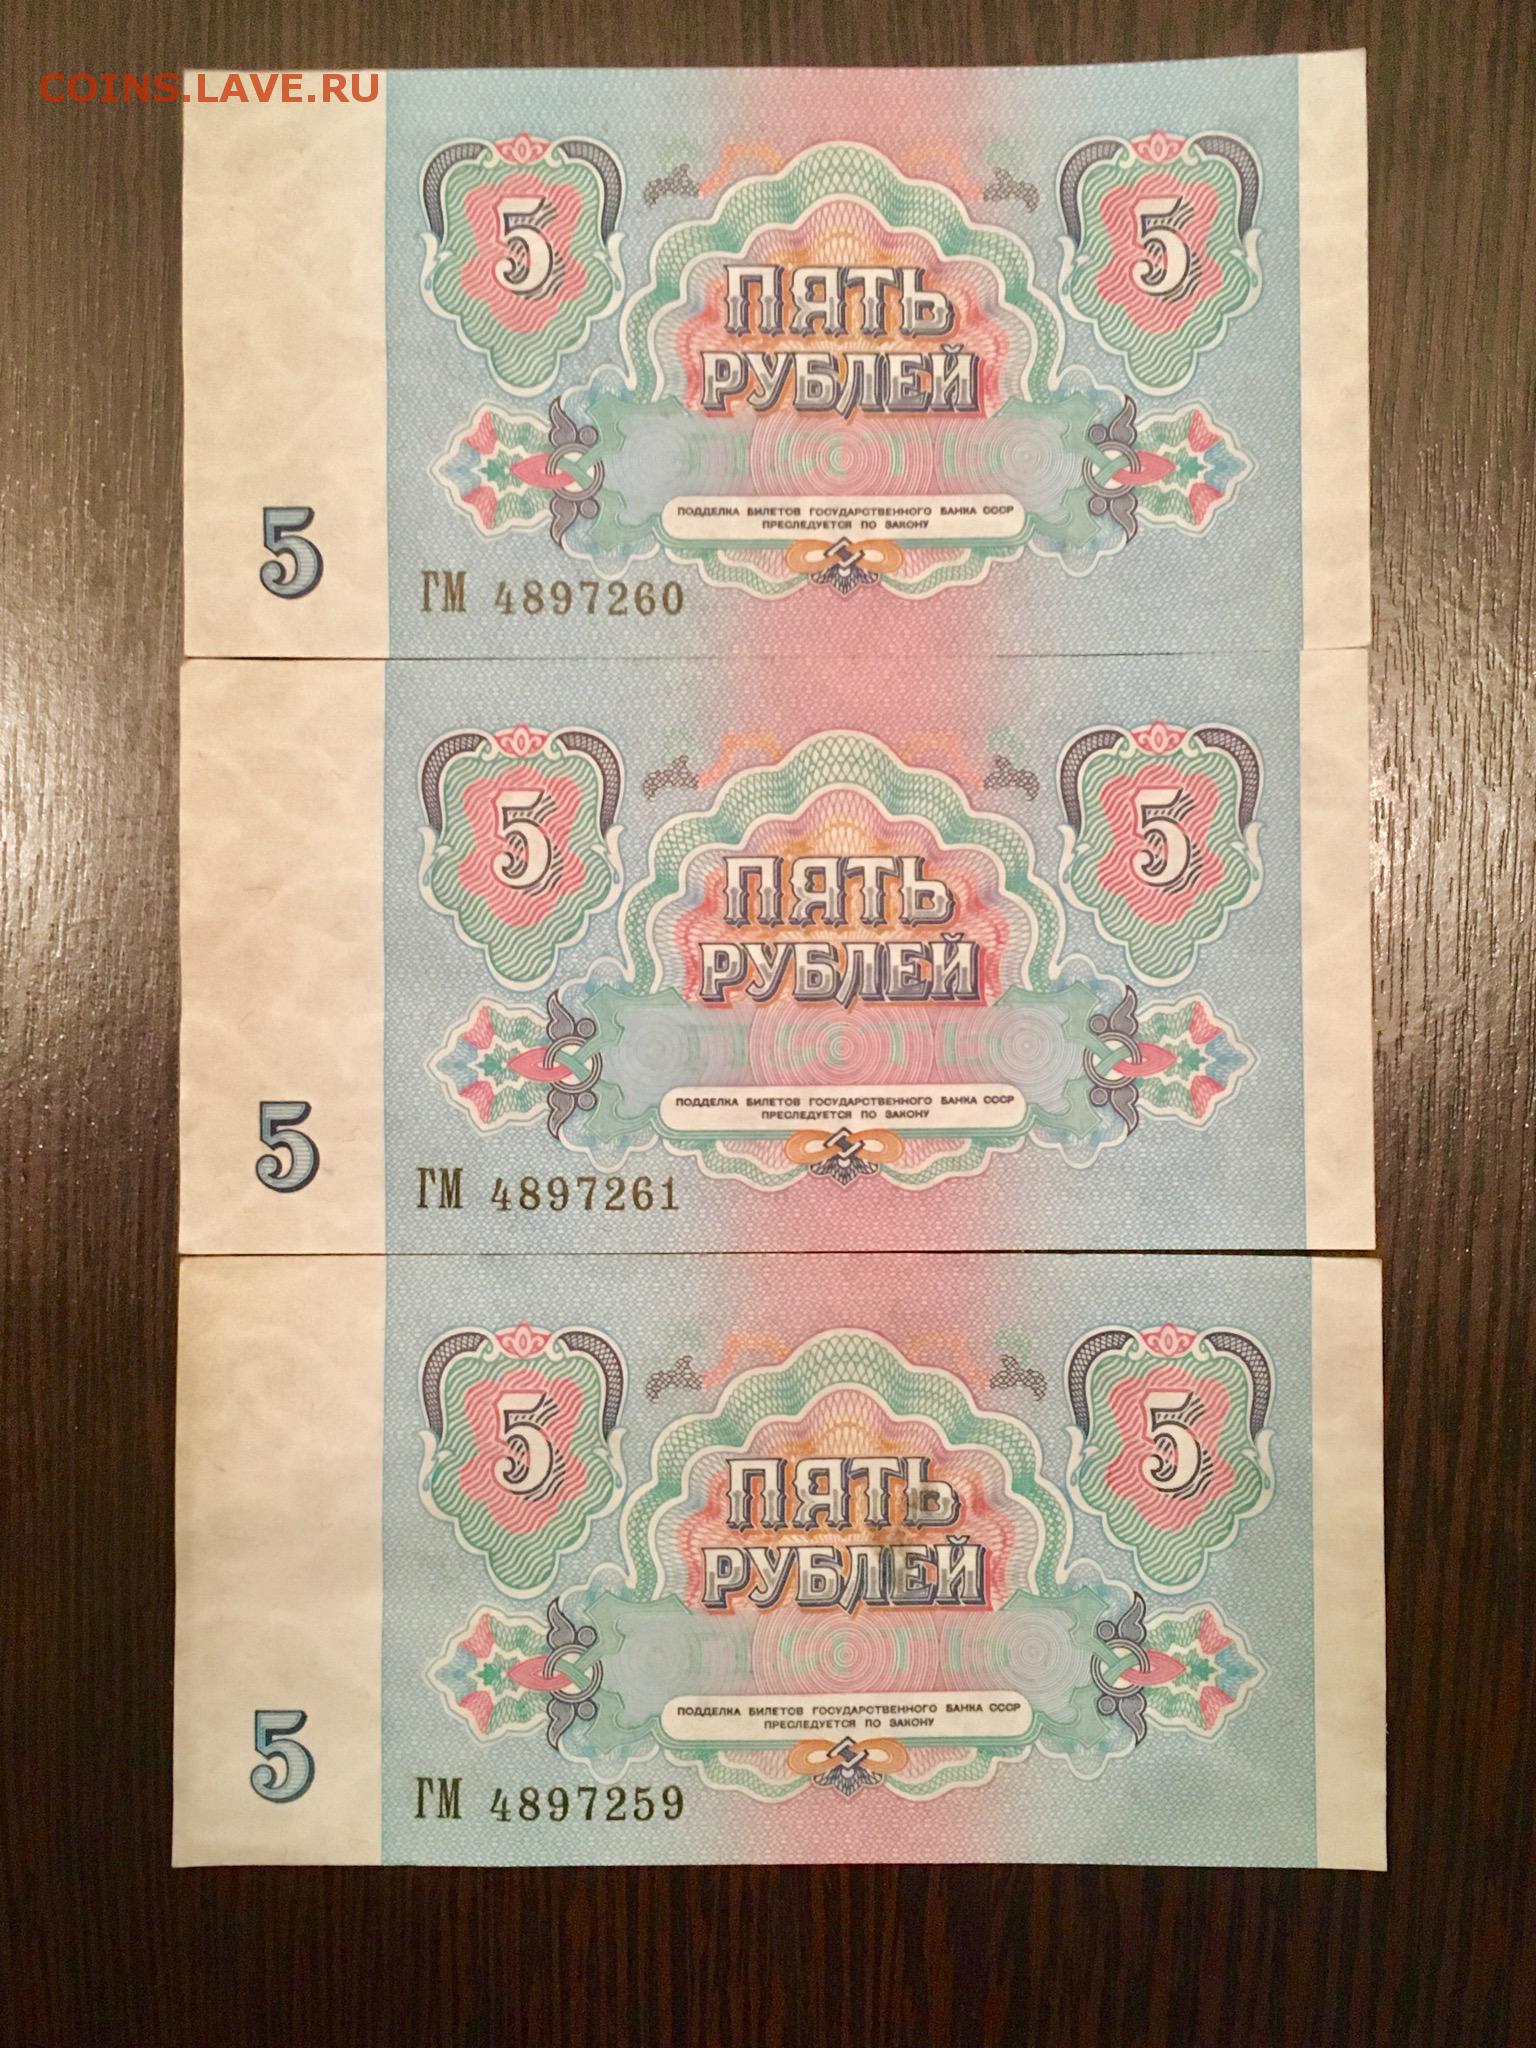 COINS.LAVE.RU
5 5
ПЯТЬ
РУБЛЕЙ
ПОДДЕЛКА БИЛЕТОВ ГОСУДАРСТВЕННОГО БАНКА СССР
ПРЕСЛЕДУЕТСЯ ПО ЗАКОНУ
5
ГМ 4897260
5 5
ПЯТЬ
РУБЛЕЙ
ПОДДЕЛКА БИЛЕТОВ ГОСУДАРСТВЕННОГО БАНКА СССР
ПРЕСЛЕДУЕТСЯ ПО ЗАКОНУ
5
ГМ 4897261
5 5
ПЯТЬ
РУБЛЕЙ
ПОДДЕЛКА БИЛЕТОВ ГОСУДАРСТВЕННОГО БАНКА СССР
ПРЕСЛЕДУЕТСЯ ПО ЗАКОНУ
5
ГМ 4897259